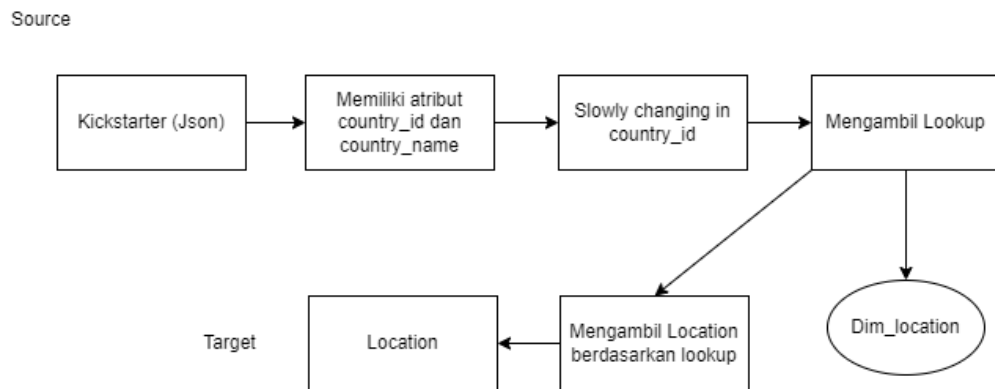 Source
Kickstarter (Json)
Memiliki atribut
country_id dan
country_name
Slowly changing in
country_id
Mengambil Lookup
Target
Location
Mengambil Location
berdasarkan lookup
Dim_location